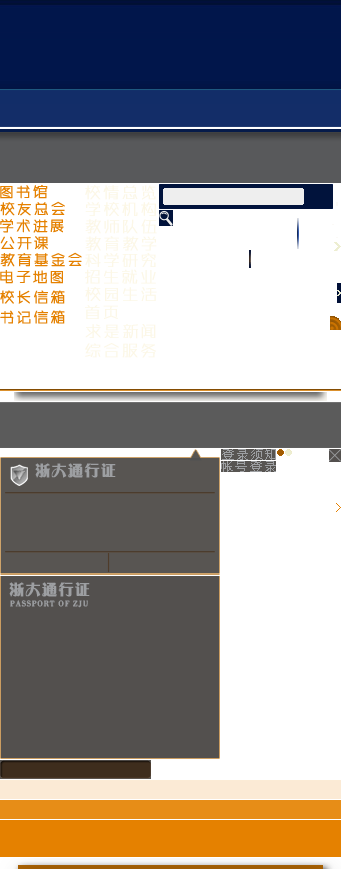 图书馆
校友总会
学术进展
公开课
教育基金会
电子地图
校长信箱
书记信箱
校情总览
学校机构
教师队伍
教育教学
科学研究
招生就业
校园生活
首页
求是新闻
综合服务
登录须知
帐号登录
浙大通行证
浙大通行证
PASSPORT OF ZJU